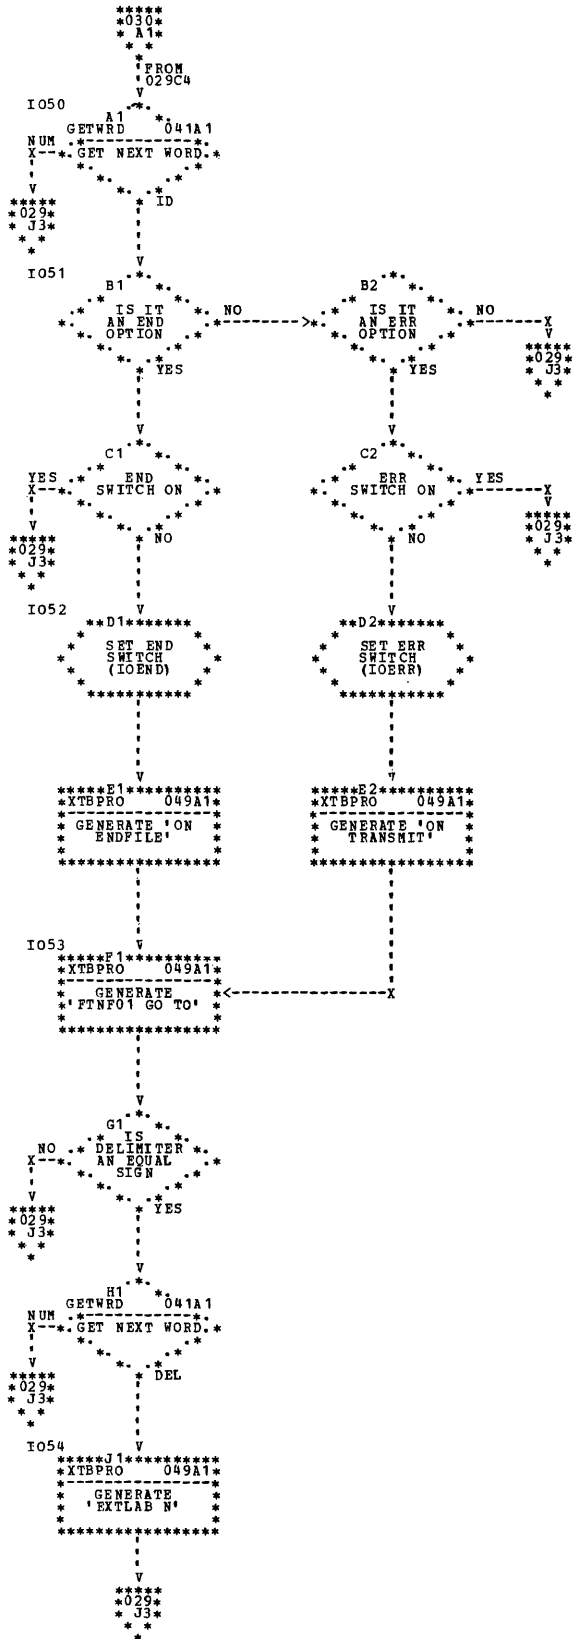 030
A1
FROM
029C4
IO50
A1
GETWRD 041A1
NUM
GET NEXT WORD
X
ID
029
J3
IO51
B1
IS IT
AN END
OPTION
NO
B2
IS IT
AN ERR
OPTION
NO
X
YES
YES
029
J3
C1
END
SWITCH ON
YES
X
C2
ERR
SWITCH ON
YES
X
NO
NO
029
J3
029
J3
IO52
D1
SET END
SWITCH
(IOEND)
D2
SET ERR
SWITCH
(IOERR)
E1
XTBPRO 049A1
GENERATE 'ON
ENDFILE'
E2
XTBPRO 049A1
GENERATE 'ON
TRANSMIT'
IO53
F1
XTBPRO 049A1
GENERATE
'FTNF01 GO TO'
X
G1
IS
DELIMITER
AN EQUAL
SIGN
NO
X
YES
029
J3
H1
GETWRD 041A1
NUM
GET NEXT WORD
X
DEL
029
J3
IO54
J1
XTBPRO 049A1
GENERATE
'EXTLAB N'
029
J3